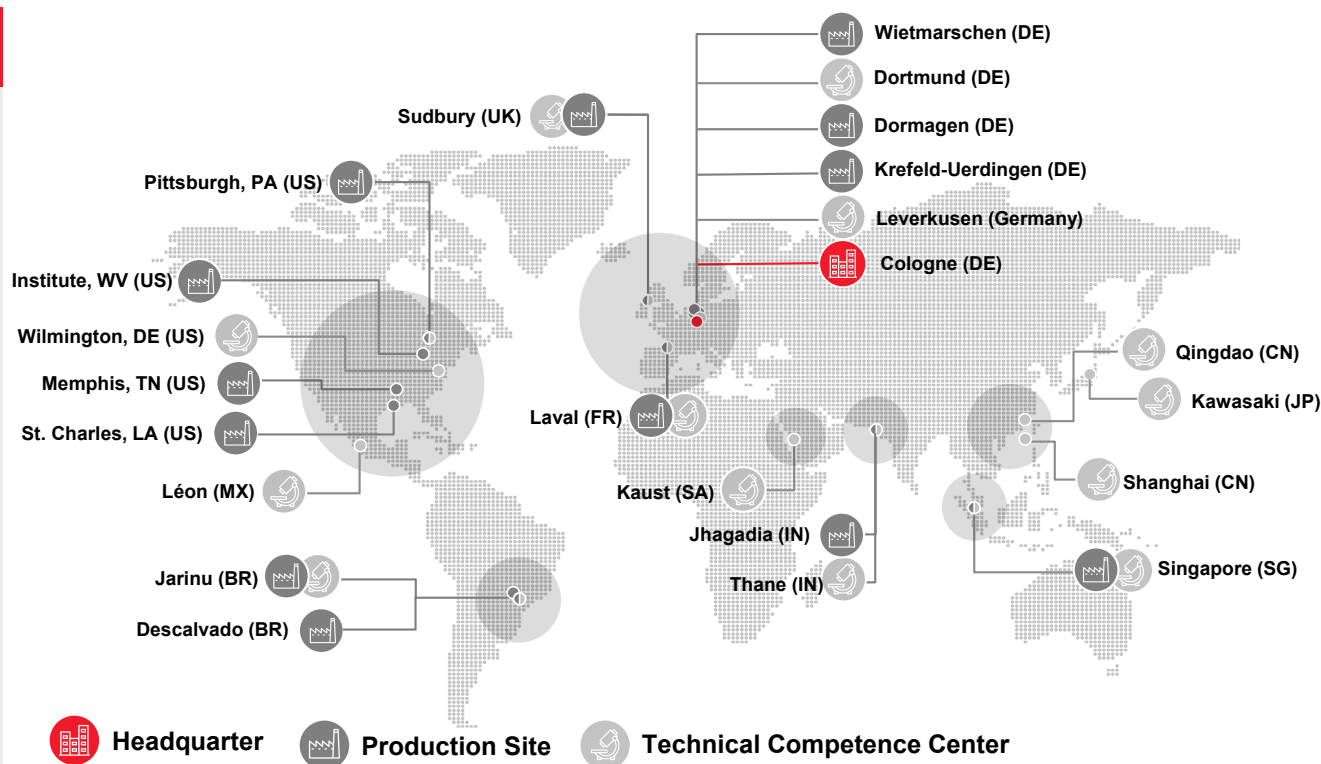 Wietmarschen (DE)
Dortmund (DE)
Sudbury (UK)
Dormagen (DE)
Krefeld-Uerdingen (DE)
Pittsburgh, PA (US)
Leverkusen (Germany)
Cologne (DE)
Institute, WV (US)
Wilmington, DE (US)
Qingdao (CN)
Memphis, TN (US)
Kawasaki (JP)
Laval (FR)
St. Charles, LA (US)
Léon (MX)
Kaust (SA)
Shanghai (CN)
Jhagadia (IN)
Jarinu (BR)
Thane (IN)
Singapore (SG)
Descalvado (BR)
Headquarter
Production Site
Technical Competence Center